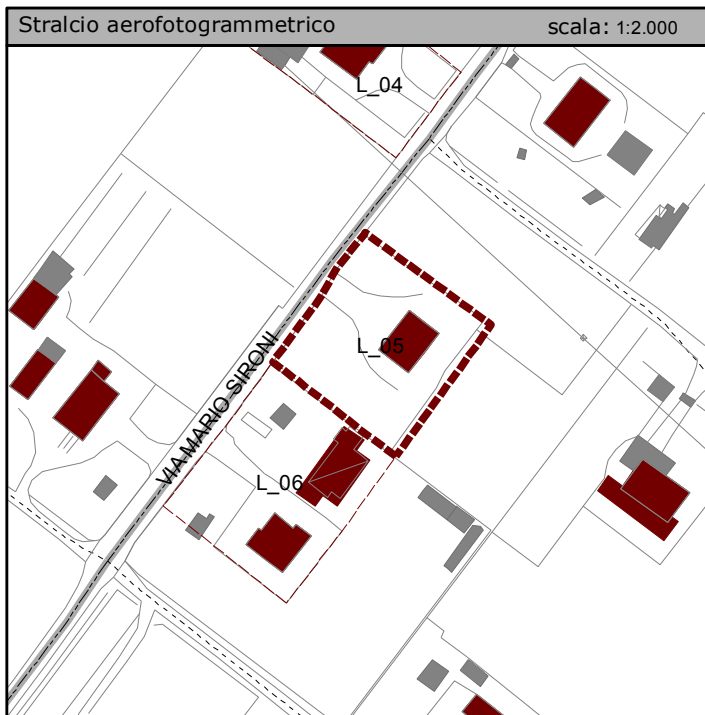 Stralcio aerofotogrammetrico scala: 1:2.000
L_04
L_05
VIA MARIO SIRONI
L_06